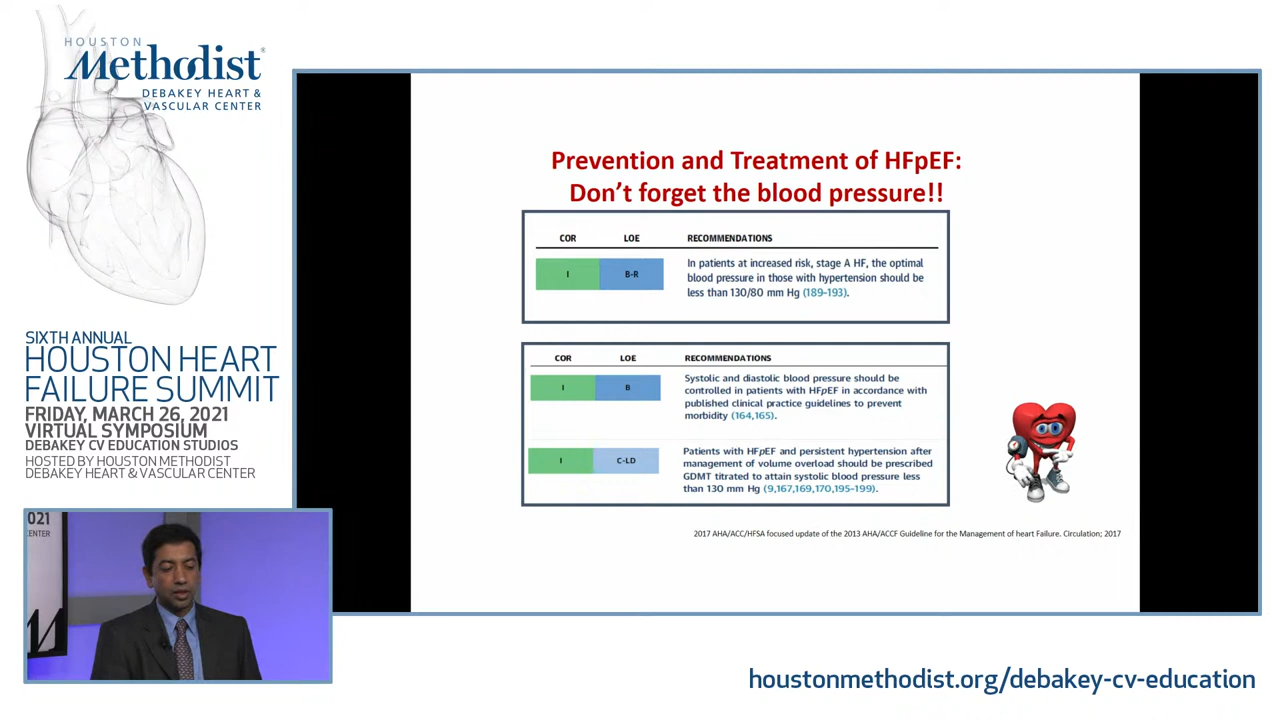 HOUSTON
Methodist®
DEBAKEY HEART &
VASCULAR CENTER
SIXTH ANNUAL
HOUSTON HEART
FAILURE SUMMIT
FRIDAY, MARCH 26, 2021
VIRTUAL SYMPOSIUM
DEBAKEY CV EDUCATION STUDIOS
HOSTED BY HOUSTON METHODIST
DEBAKEY HEART & VASCULAR CENTER
Prevention and Treatment of HFpEF:
Don't forget the blood pressure!!
COR LOE RECOMMENDATIONS
I B-R
In patients at increased risk, stage A HF, the optimal
blood pressure in those with hypertension should be
less than 130/80 mm Hg (189-193).
COR LOE RECOMMENDATIONS
I B
Systolic and diastolic blood pressure should be
controlled in patients with HFpEF in accordance with
published clinical practice guidelines to prevent
morbidity (164,165).
I C-LD
Patients with HFpEF and persistent hypertension after
management of volume overload should be prescribed
GDMT titrated to attain systolic blood pressure less
than 130 mm Hg (9,167,169,170,195-199).
2017 AHA/ACC/HFSA focused update of the 2013 AHA/ACCF Guideline for the Management of heart Failure. Circulation; 2017
021
ENTER
M
houstonmethodist.org/debakey-cv-education